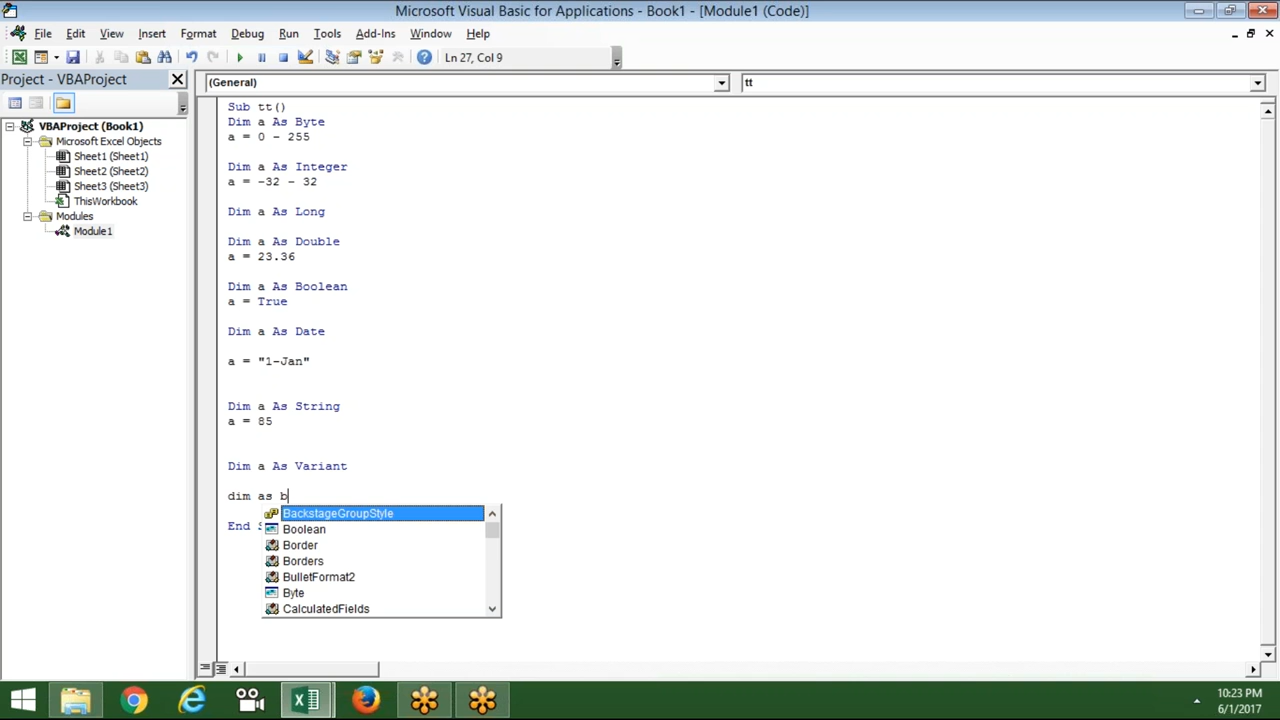 Microsoft Visual Basic for Applications - Book1 - [Module1 (Code)]
File Edit View Insert Format Debug Run Tools Add-Ins Window Help
Ln 27, Col 9
Project - VBAProject
(General)
tt
VBAProject (Book1)
Microsoft Excel Objects
Sheet1 (Sheet1)
Sheet2 (Sheet2)
Sheet3 (Sheet3)
ThisWorkbook
Modules
Module1
Sub tt()
Dim a As Byte
a = 0 - 255
Dim a As Integer
a = -32 - 32
Dim a As Long
Dim a As Double
a = 23.36
Dim a As Boolean
a = True
Dim a As Date
a = "1-Jan"
Dim a As String
a = 85
Dim a As Variant
dim as b
End S
BackstageGroupStyle
Boolean
Border
Borders
BulletFormat2
Byte
CalculatedFields
10:23 PM
6/1/2017